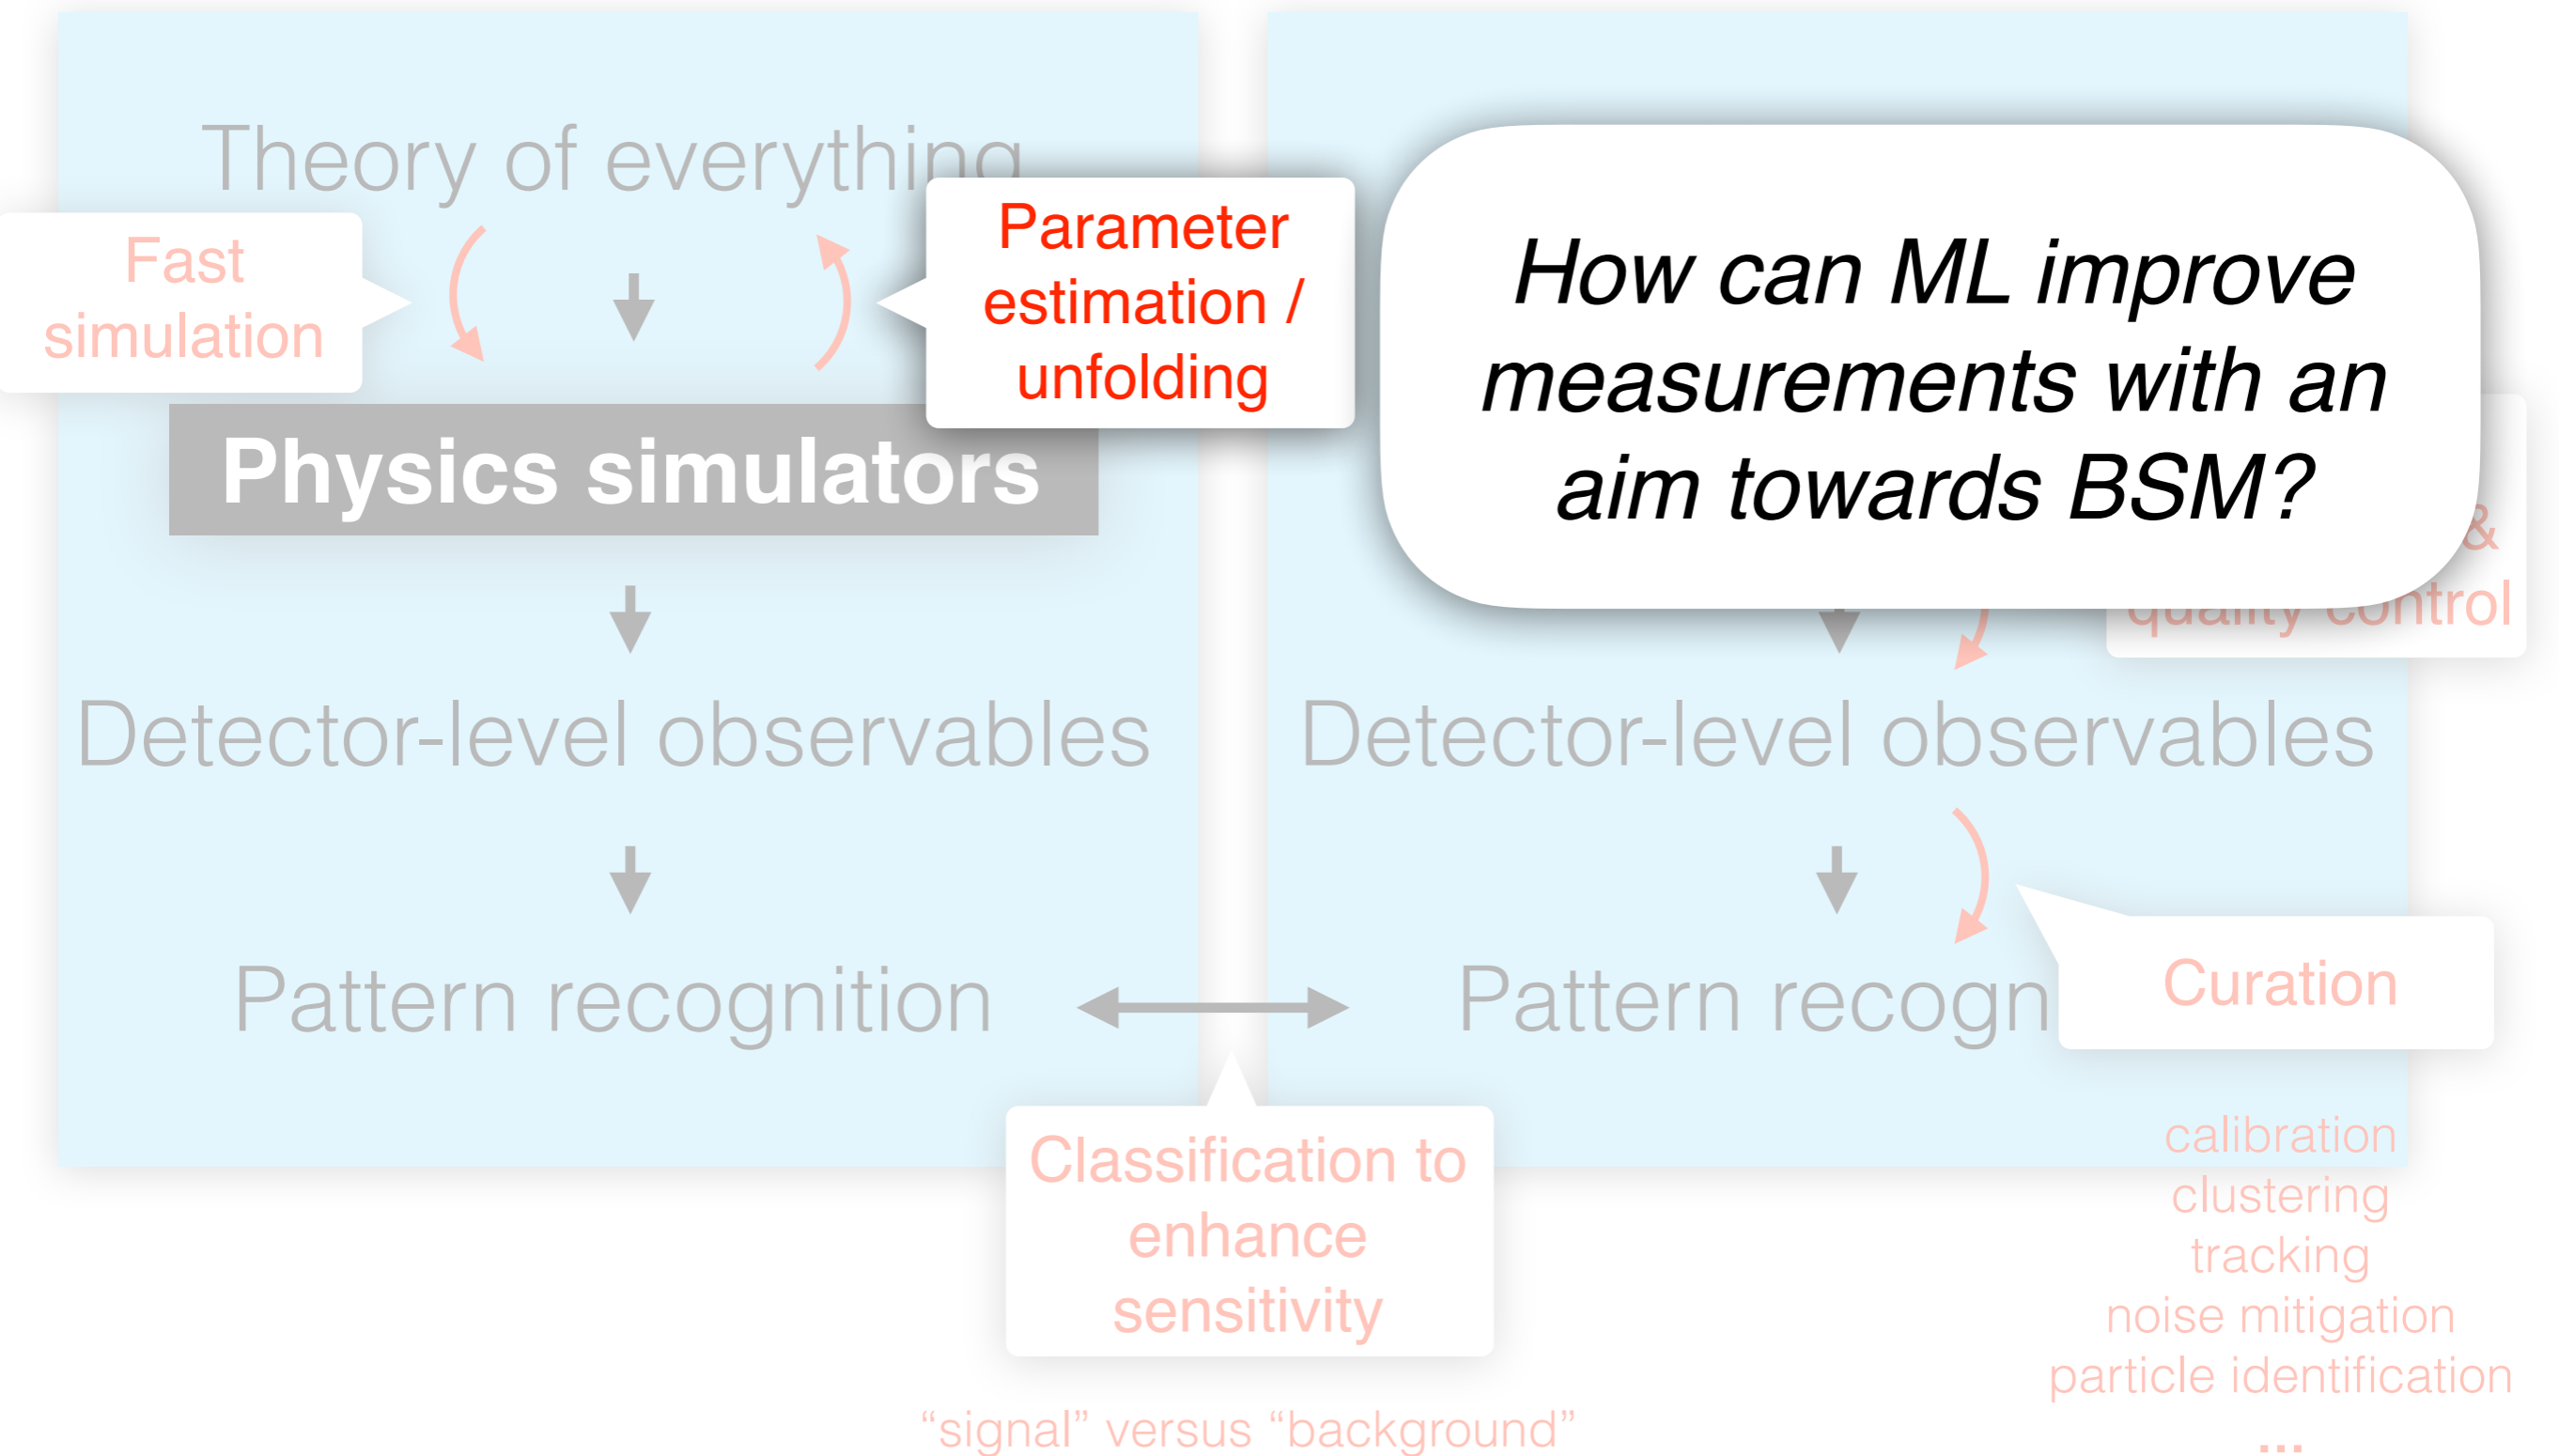 Theory of everything
Fast
simulation
Parameter
estimation /
unfolding
Physics simulators
Detector-level observables
Pattern recognition
How can ML improve
measurements with an
aim towards BSM?
&
quality control
Detector-level observables
Pattern recogn
Curation
calibration
clustering
tracking
noise mitigation
particle identification
...
Classification to
enhance
sensitivity
“signal” versus “background”